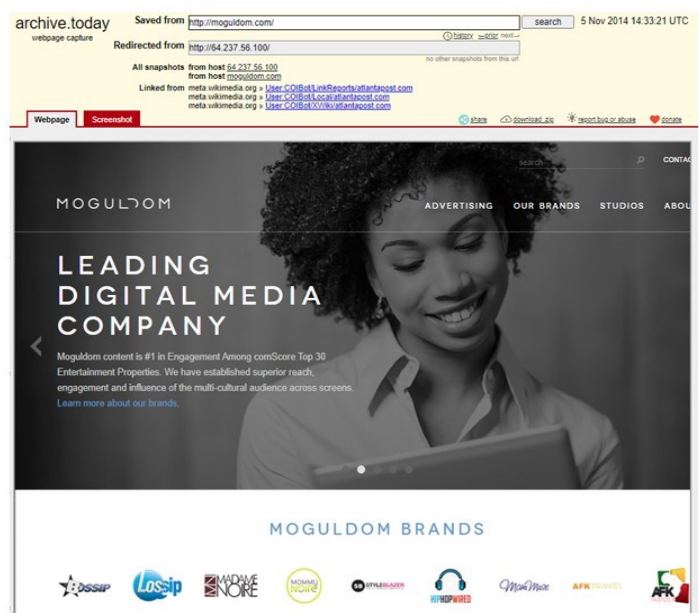 archive.today
webpage capture
Saved from http://moguldom.com/ search 5 Nov 2014 14:33:21 UTC
history ←prior next→
Redirected from http://64.237.56.100/
no other snapshots from this url
All snapshots from host 64.237.56.100
from host moguldom.com
Linked from meta.wikimedia.org » User:COIBot/LinkReports/atlantapost.com
meta.wikimedia.org » User:COIBot/Local/atlantapost.com
meta.wikimedia.org » User:COIBot/XWiki/atlantapost.com
Webpage Screenshot share download .zip report bug or abuse donate
search CONTAC
MOGULDOM
ADVERTISING OUR BRANDS STUDIOS ABOU
LEADING
DIGITAL MEDIA
COMPANY
Moguldom content is #1 in Engagement Among comScore Top 30
Entertainment Properties. We have established superior reach,
engagement and influence of the multi-cultural audience across screens.
Learn more about our brands.
MOGULDOM BRANDS
BOSSIP Lossip MADAME NOIRE MOMMY NOIRE SB STYLEBLAZER HIPHOPWIRED MamMuse AFKTRAVEL AFK